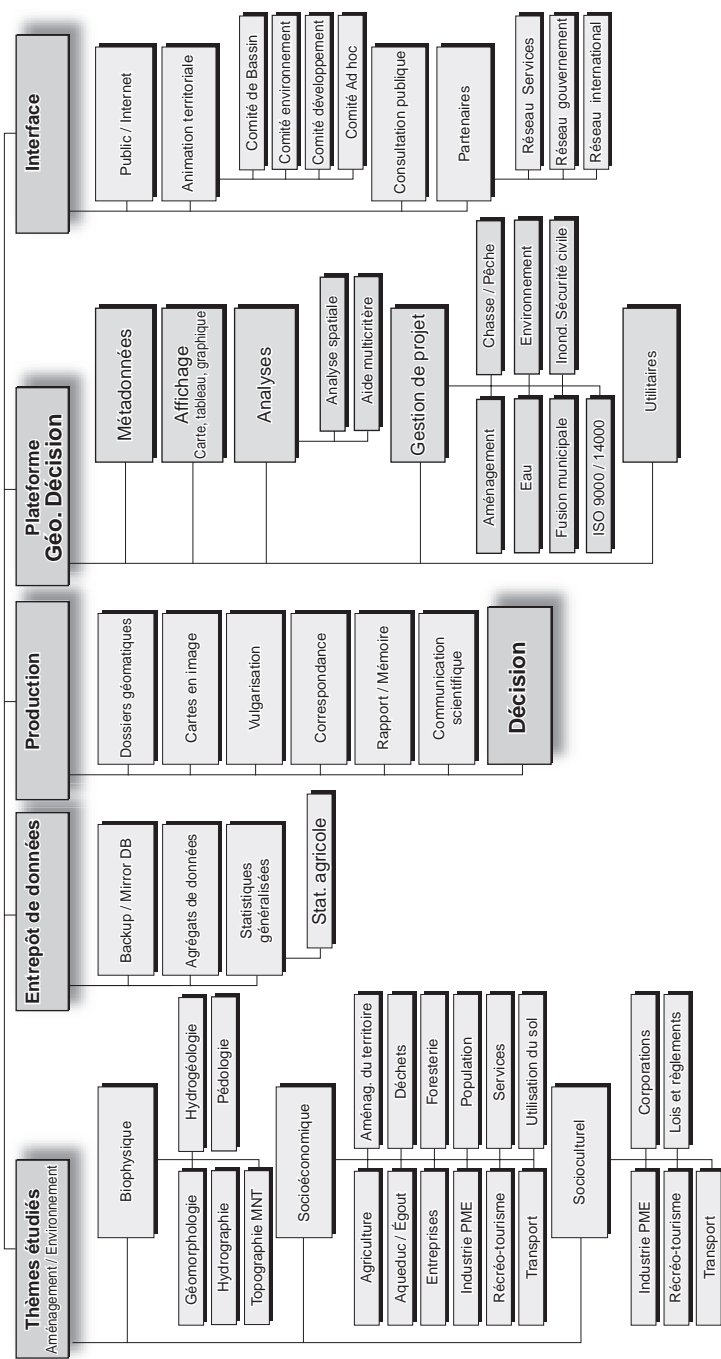 Thèmes étudiés
Aménagement / Environnement
Biophysique
Géomorphologie
Hydrogéologie
Hydrographie
Pédologie
Topographie MNT
Socioéconomique
Agriculture
Aménag. du territoire
Aqueduc / Égout
Déchets
Entreprises
Foresterie
Industrie PME
Population
Récréo-tourisme
Services
Transport
Utilisation du sol
Socioculturel
Industrie PME
Corporations
Récréo-tourisme
Lois et règlements
Transport
Entrepôt de données
Backup / Mirror DB
Agrégats de données
Statistiques
généralisées
Stat. agricole
Production
Dossiers géomatiques
Cartes en image
Vulgarisation
Correspondance
Rapport / Mémoire
Communication
scientifique
Décision
Plateforme
Géo. Décision
Métadonnées
Affichage
Carte, tableau, graphique
Analyses
Analyse spatiale
Aide multicritère
Gestion de projet
Aménagement
Chasse / Pêche
Eau
Environnement
Fusion municipale
Inond. Sécurité civile
ISO 9000 / 14000
Utilitaires
Interface
Public / Internet
Animation territoriale
Comité de Bassin
Comité environnement
Comité développement
Comité Ad hoc
Consultation publique
Partenaires
Réseau Services
Réseau gouvernement
Réseau international